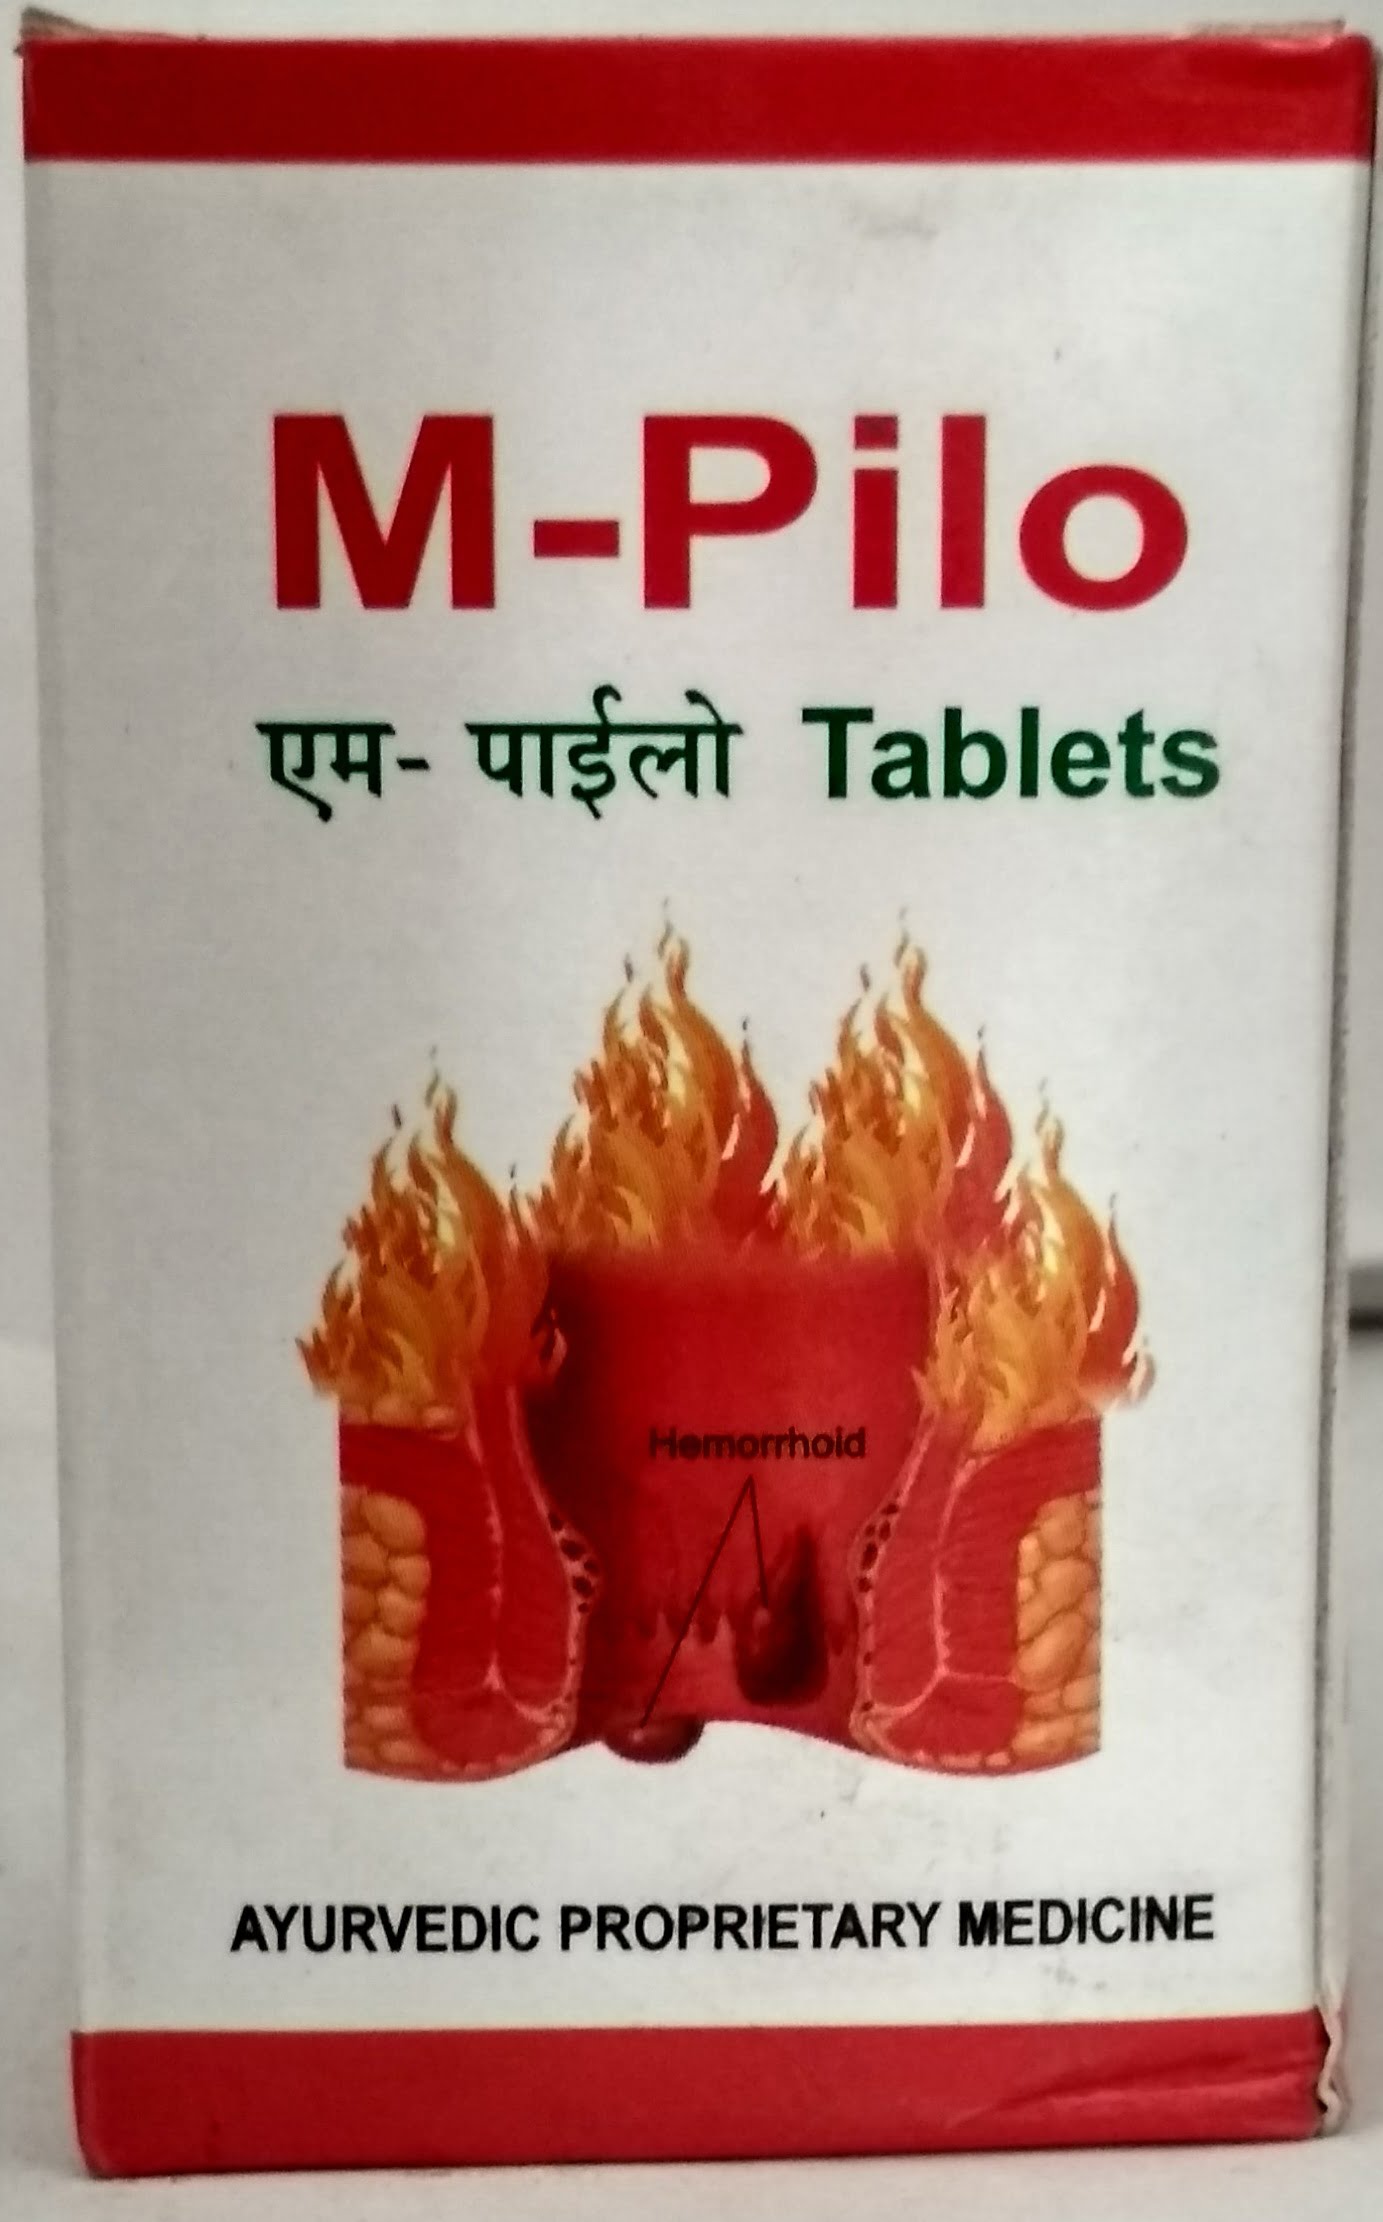 M-Pilo
एम- पाईलो Tablets
Hemorrhoid
AYURVEDIC PROPRIETARY MEDICINE